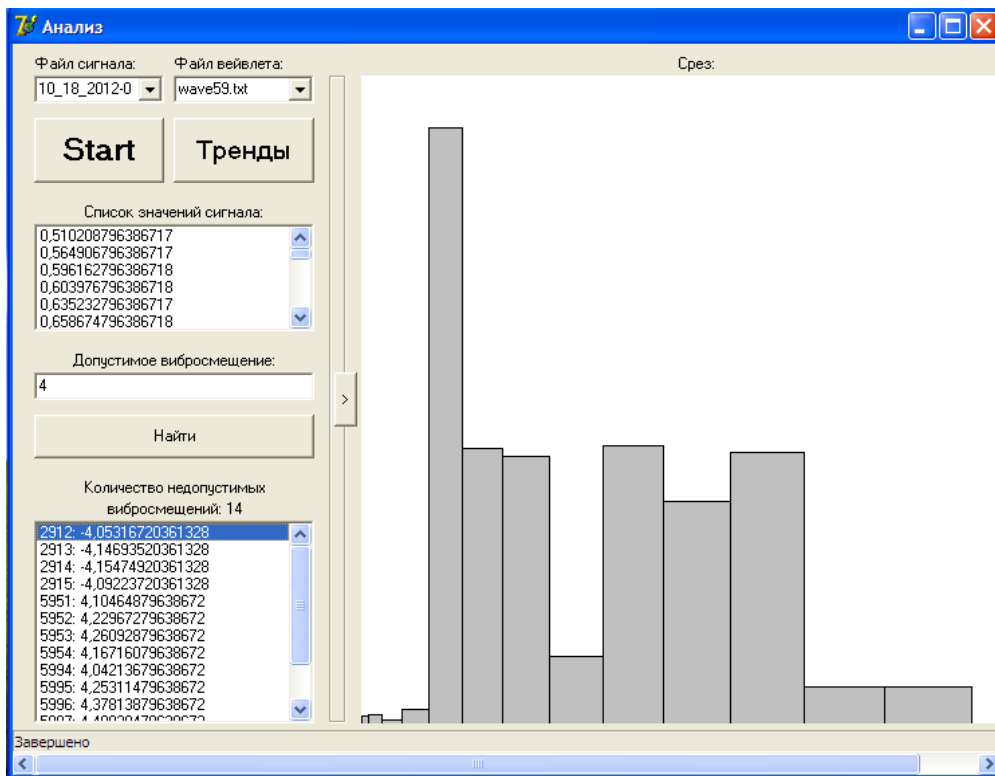 Анализ
Файл сигнала:
Файл вейвлета:
10_18_2012-0
wave59.txt
Start
Тренды
Список значений сигнала:
0,510208796386717
0,564906796386717
0,596162796386718
0,603976796386718
0,635232796386717
0,658674796386718
Допустимое вибросмещение:
4
Найти
Количество недопустимых
вибросмещений: 14
2912: -4,05316720361328
2913: -4,14693520361328
2914: -4,15474920361328
2915: -4,09223720361328
5951: 4,10464879638672
5952: 4,22967279638672
5953: 4,26092879638672
5954: 4,16716079638672
5994: 4,04213679638672
5995: 4,25311479638672
5996: 4,37813879638672
>
Срез:
Завершено